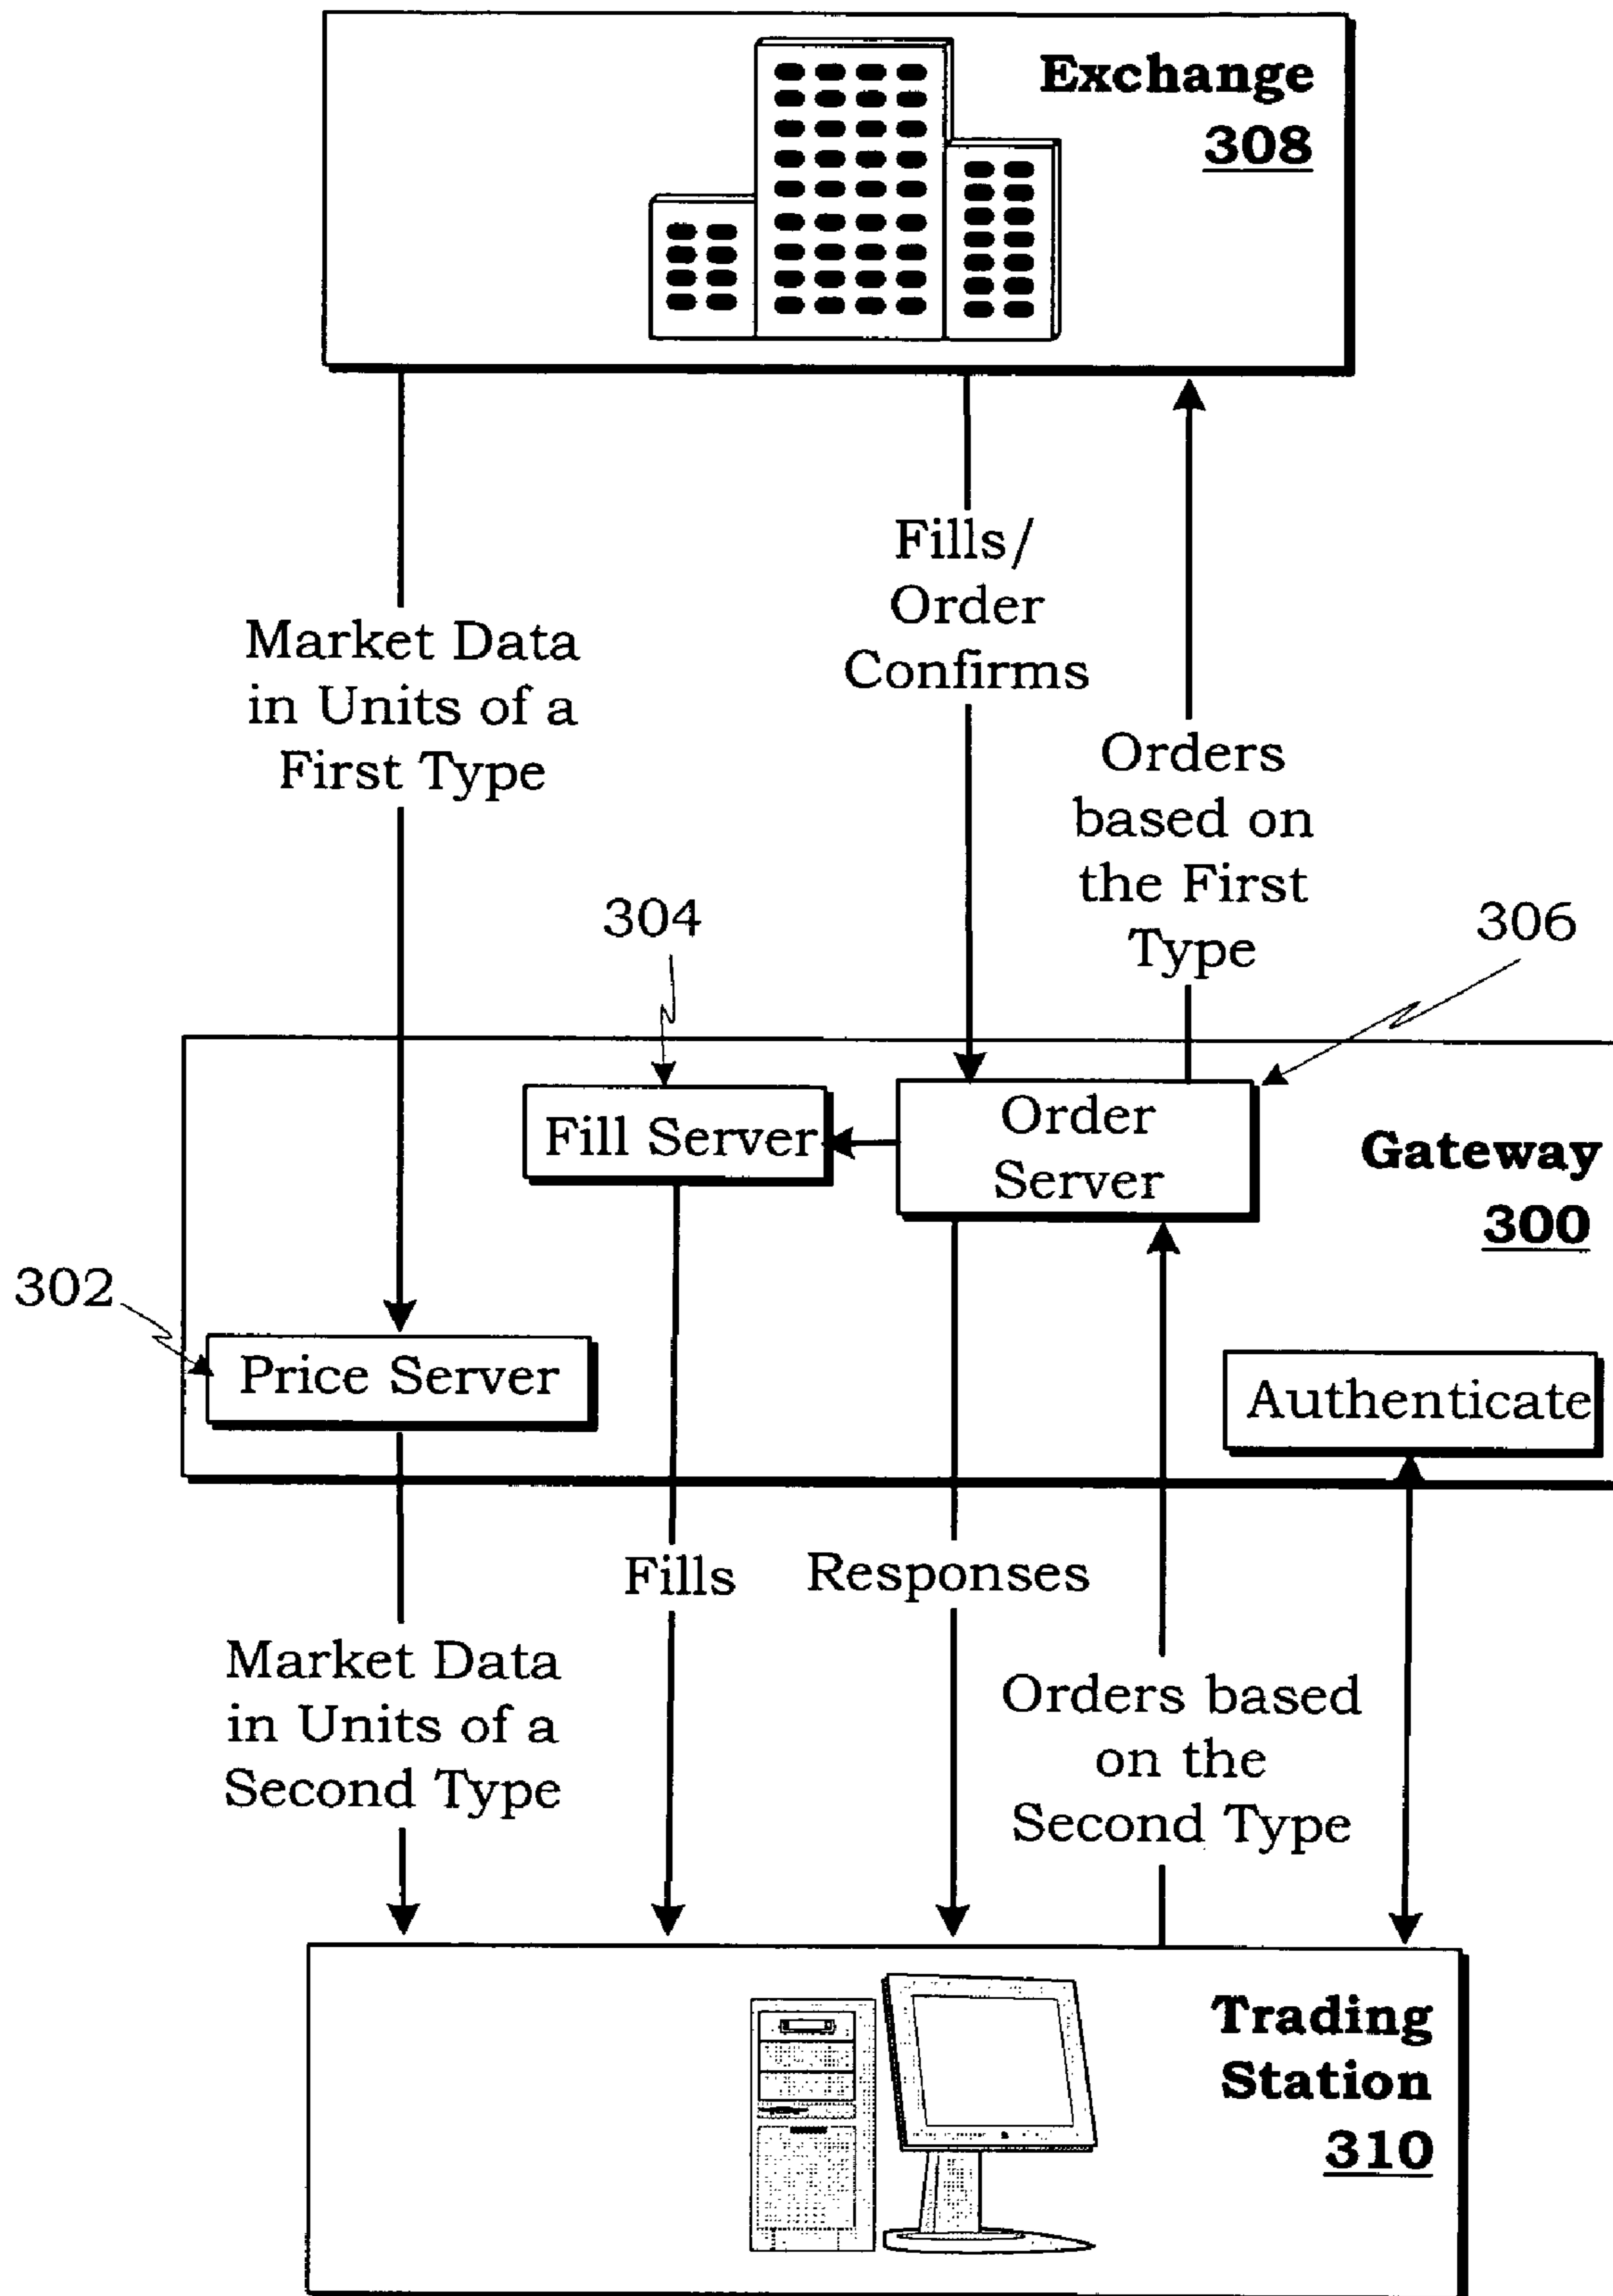 Exchange
308
Fills/
Order
Confirms
Market Data
in Units of a
First Type
Orders
based on
the First
Type
304
306
Fill Server
Order
Server
Gateway
300
302
Price Server
Authenticate
Fills
Responses
Market Data
in Units of a
Second Type
Orders based
on the
Second Type
Trading
Station
310